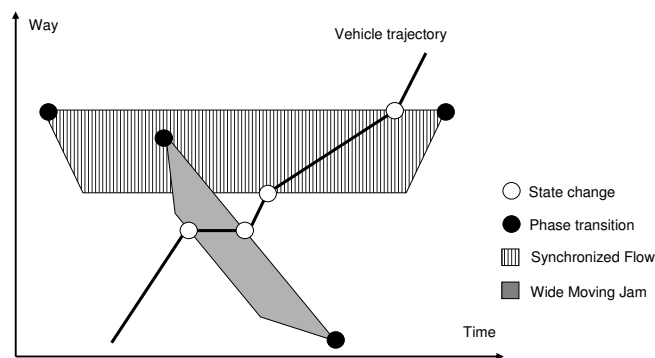 Way
Vehicle trajectory
State change
Phase transition
Synchronized Flow
Wide Moving Jam
Time